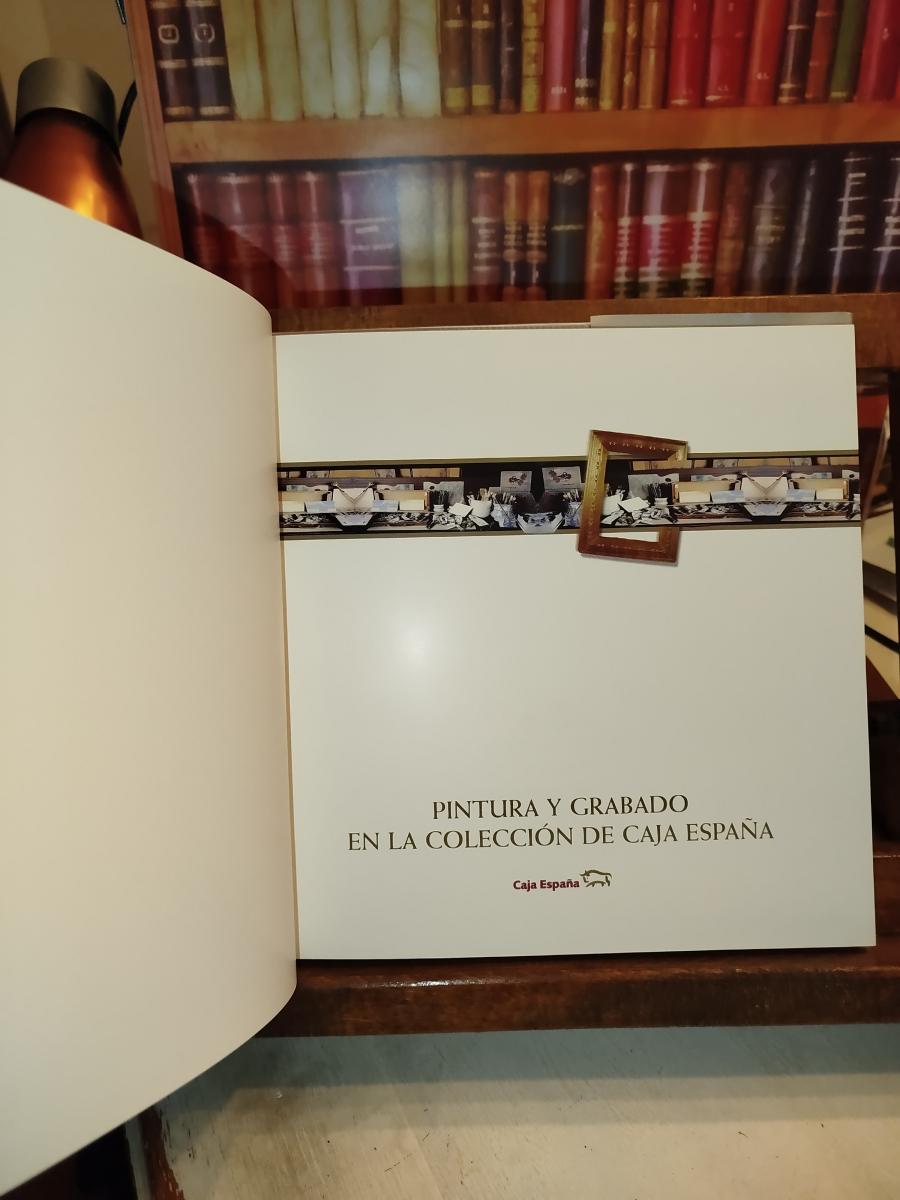 PINTURA Y GRABADO
EN LA COLECCIÓN DE CAJA ESPAÑA
Caja España